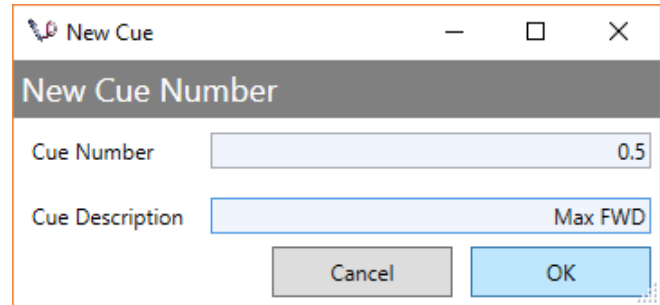 New Cue
New Cue Number
Cue Number 0.5
Cue Description Max FWD
Cancel OK